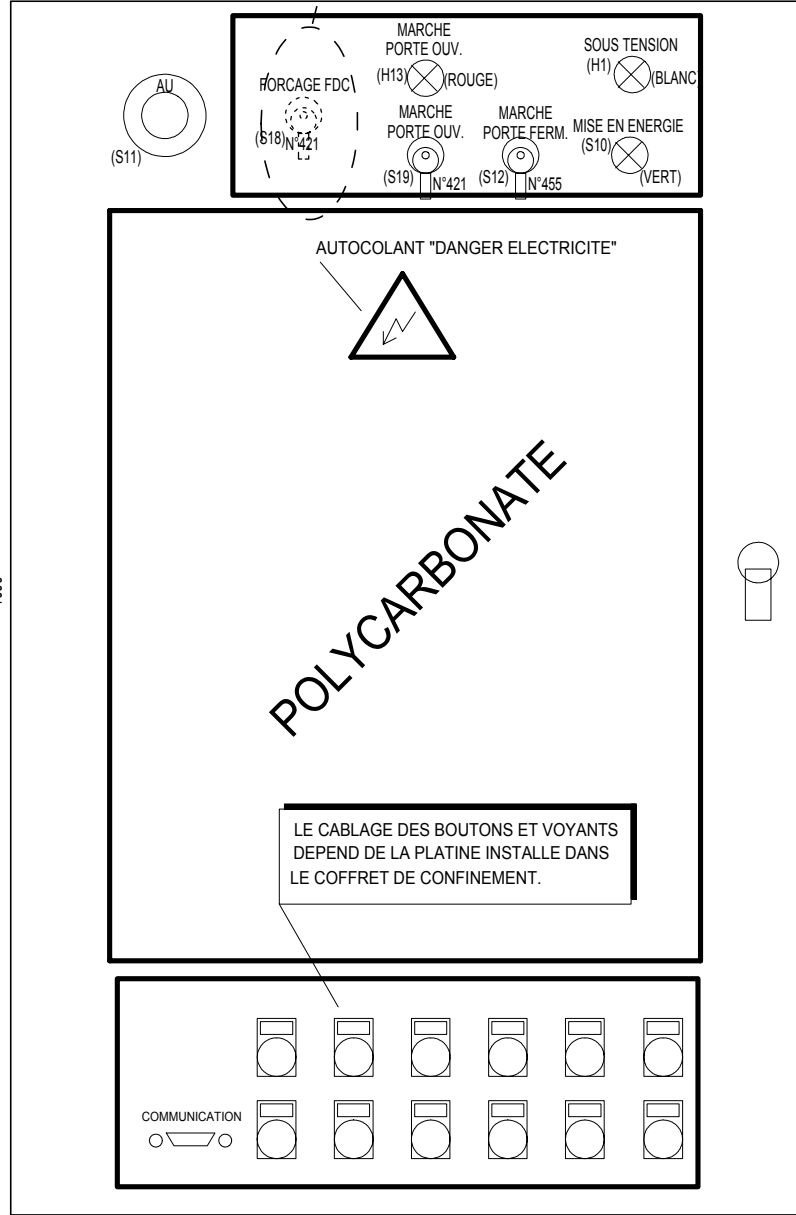 MARCHE
PORTE OUV.
(H13) (ROUGE)
SOUS TENSION
(H1) (BLANC
AU
(S11)
FORCAGE FDC
(S18) N°421
MARCHE
PORTE OUV.
(S19) N°421
MARCHE
PORTE FERM.
(S12) N°455
MISE EN ENERGIE
(S10)
(VERT)
AUTOCOLANT "DANGER ELECTRICITE"
POLYCARBONATE
LE CABLAGE DES BOUTONS ET VOYANTS
DEPEND DE LA PLATINE INSTALLE DANS
LE COFFRET DE CONFINEMENT.
COMMUNICATION